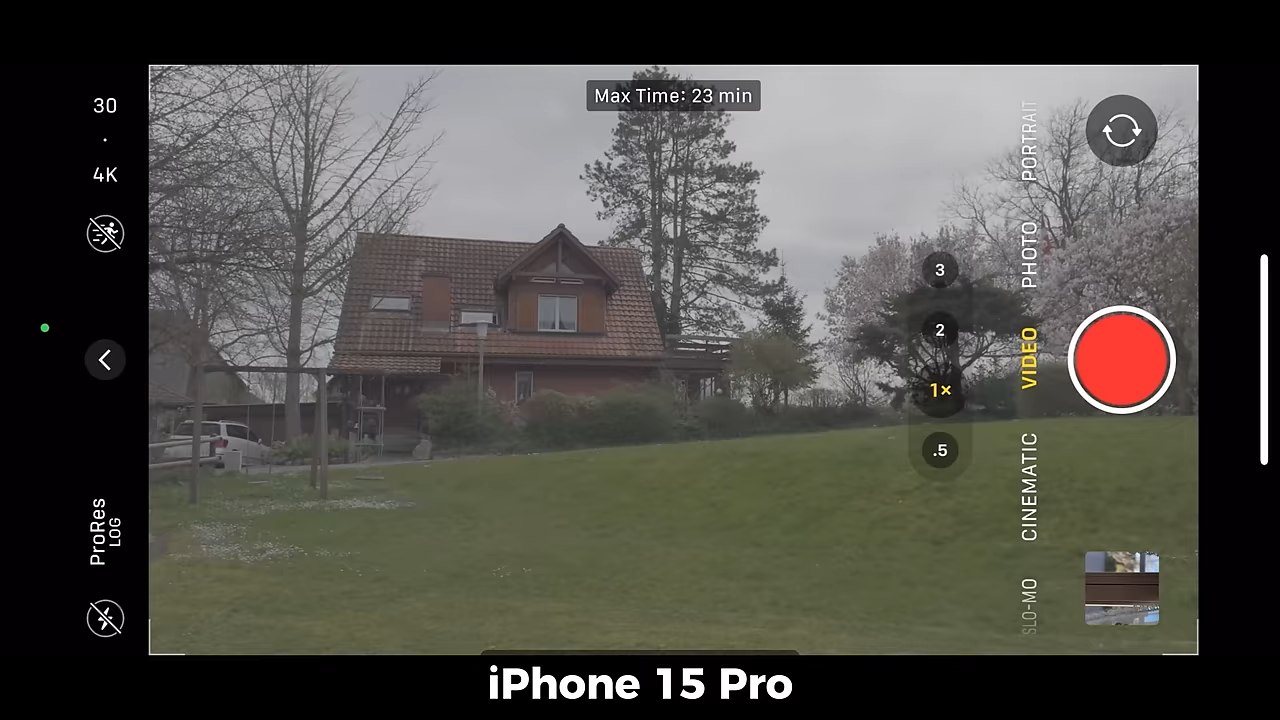 30
4K
ProRes
LOG
Max Time: 23 min
3
2
1×
.5
PORTRAIT
PHOTO
VIDEO
CINEMATIC
SLO-MO
iPhone 15 Pro